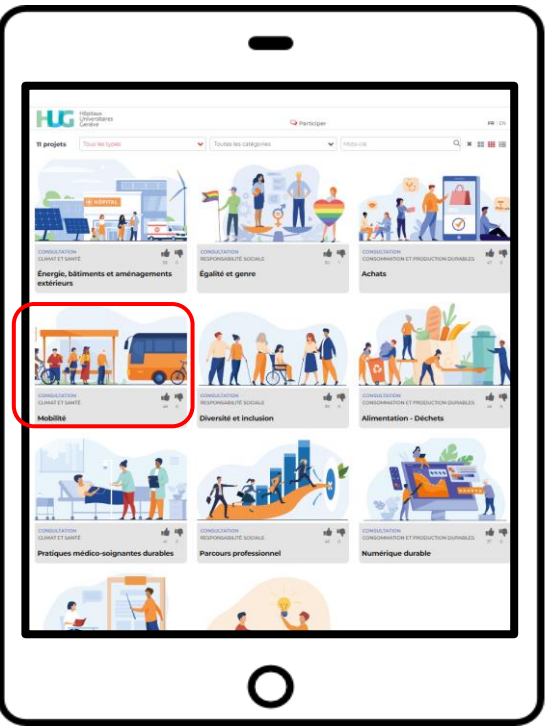 HUG Hôpitaux
Universitaires
Genève
Participer
FR EN
11 projets
Tous les types
Toutes les catégories
Mots-clé
HÔPITAL
CONSULTATION
CLIMAT ET SANTÉ
Énergie, bâtiments et aménagements
extérieurs
CONSULTATION
RESPONSABILITÉ SOCIALE
Égalité et genre
CONSULTATION
CONSOMMATION ET PRODUCTION DURABLES
Achats
CONSULTATION
CLIMAT ET SANTÉ
Mobilité
CONSULTATION
RESPONSABILITÉ SOCIALE
Diversité et inclusion
CONSULTATION
CONSOMMATION ET PRODUCTION DURABLES
Alimentation - Déchets
CONSULTATION
CLIMAT ET SANTÉ
Pratiques médico-soignantes durables
CONSULTATION
RESPONSABILITÉ SOCIALE
Parcours professionnel
CONSULTATION
CONSOMMATION ET PRODUCTION DURABLES
Numérique durable